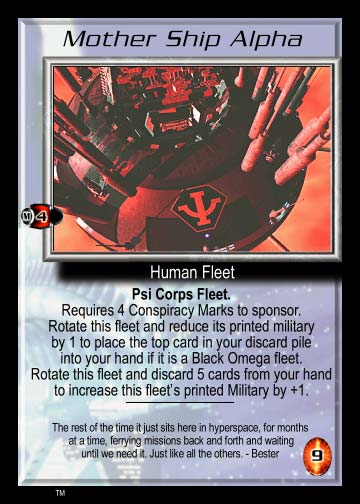 Mother Ship Alpha
M 4
Human Fleet
Psi Corps Fleet.
Requires 4 Conspiracy Marks to sponsor.
Rotate this fleet and reduce its printed military
by 1 to place the top card in your discard pile
into your hand if it is a Black Omega fleet.
Rotate this fleet and discard 5 cards from your hand
to increase this fleet's printed Military by +1.
The rest of the time it just sits here in hyperspace, for months
at a time, ferrying missions back and forth and waiting
until we need it. Just like all the others. - Bester
9
TM